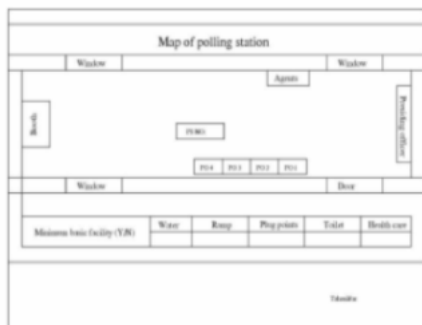 Map of polling station
Window Window
Agents
Booth
Presiding officer
PO4 PO3 PO2 PO1
Window Door
Minimum basic facility (Y/N) Water Ramp Plug points Toilet Health care